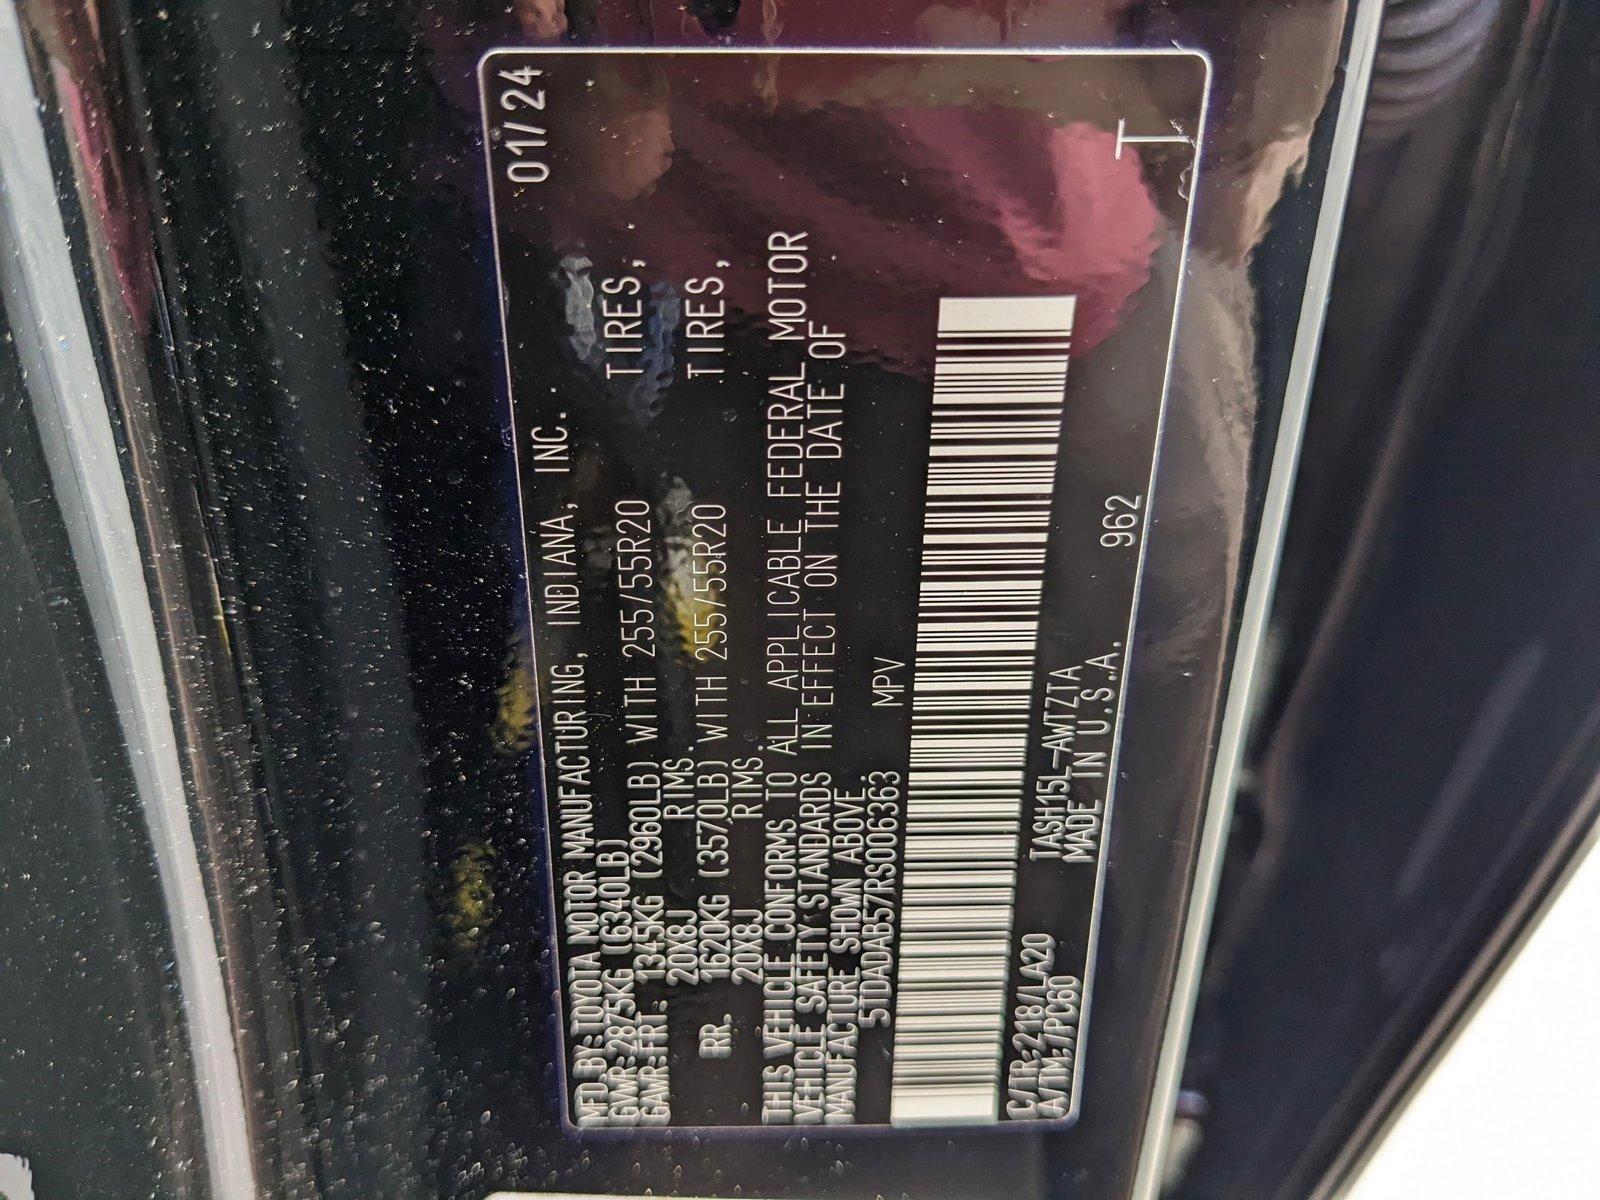 01/24
MFD.BY:TOYOTA MOTOR MANUFACTURING, INDIANA, INC.
GVWR:2875KG (6340LB)
GAWR:FRT. 1345KG (2960LB) WITH 255/55R20 TIRES,
20X8J RIMS.
RR. 1620KG (3570LB) WITH 255/55R20 TIRES,
20X8J RIMS.
THIS VEHICLE CONFORMS TO ALL APPLICABLE FEDERAL MOTOR
VEHICLE SAFETY STANDARDS IN EFFECT ON THE DATE OF
MANUFACTURE SHOWN ABOVE.
5TDADAB57RS006363 MPV
C/TR:218/LA20 TASH15L-AWTZTA 962
A/TM:/PC60 MADE IN U.S.A.
T